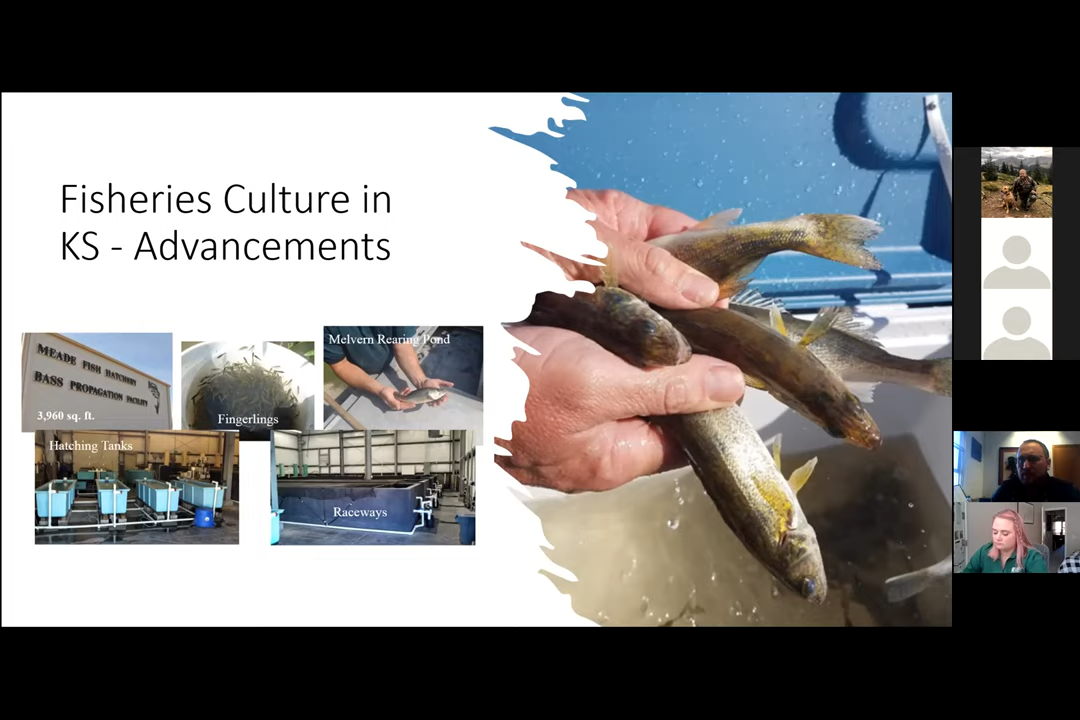 Fisheries Culture in
KS - Advancements
MEADE FISH HATCHERY
BASS PROPAGATION FACILITY
3,960 sq. ft.
Fingerlings
Melvern Rearing Pond
Hatching Tanks
Raceways